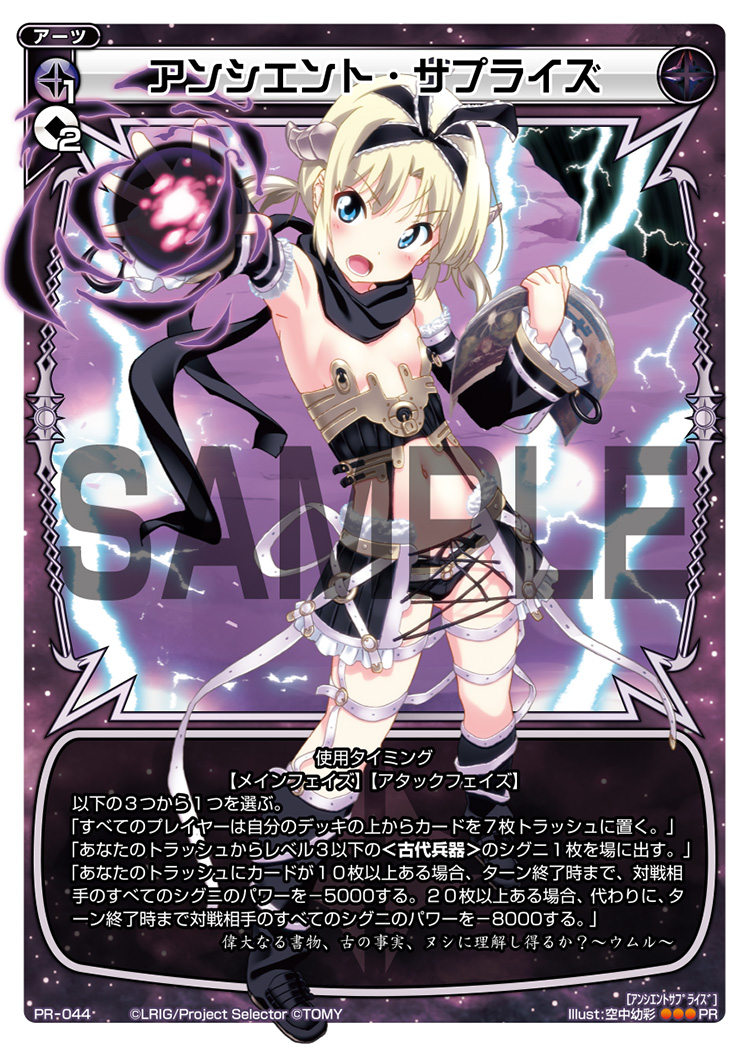 アーツ
アンシエント・サプライズ
1
2
SAMPLE
使用タイミング
【メインフェイズ】【アタックフェイズ】
以下の3つから1つを選ぶ。
「すべてのプレイヤーは自分のデッキの上からカードを7枚トラッシュに置く。」
「あなたのトラッシュからレベル3以下の<古代兵器>のシグニ1枚を場に出す。」
「あなたのトラッシュにカードが10枚以上ある場合、ターン終了時まで、対戦相
手のすべてのシグニのパワーを-5000する。20枚以上ある場合、代わりに、タ
ーン終了時まで対戦相手のすべてのシグニのパワーを-8000する。」
偉大なる書物、古の事実、ヌシに理解し得るか?~ウムル~
[アンシエントサプライズ]
PR-044 ©LRIG/Project Selector ©TOMY Illust:空中幼彩 PR